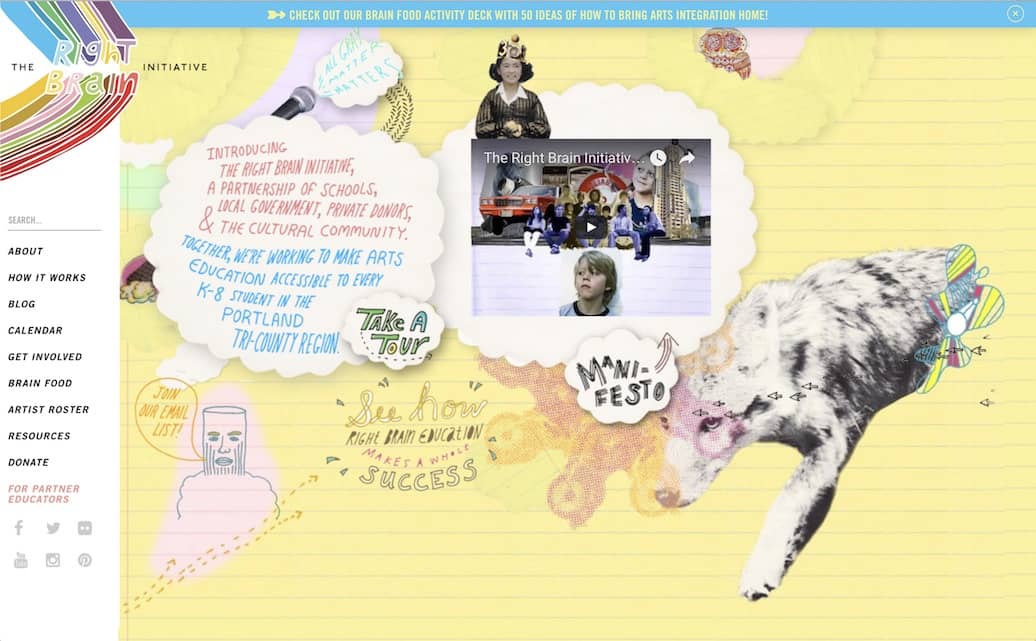 CHECK OUT OUR BRAIN FOOD ACTIVITY DECK WITH 50 IDEAS OF HOW TO BRING ARTS INTEGRATION HOME!
THE RIGHT BRAIN INITIATIVE
SEARCH...
ABOUT
HOW IT WORKS
BLOG
CALENDAR
GET INVOLVED
BRAIN FOOD
ARTIST ROSTER
RESOURCES
DONATE
FOR PARTNER
EDUCATORS
ALL GRAY
MATTER
MATTERS
INTRODUCING
THE RIGHT BRAIN INITIATIVE,
A PARTNERSHIP OF SCHOOLS,
LOCAL GOVERNMENT, PRIVATE DONORS,
& THE CULTURAL COMMUNITY.
TOGETHER, WE'RE WORKING TO MAKE ARTS
EDUCATION ACCESSIBLE TO EVERY
K-8 STUDENT IN THE
PORTLAND
TRI-COUNTY REGION.
TAKE A
TOUR
The Right Brain Initiativ...
MANI-
FESTO
JOIN
OUR EMAIL
LIST!
See how
RIGHT BRAIN EDUCATION
MAKES A WHOLE
SUCCESS